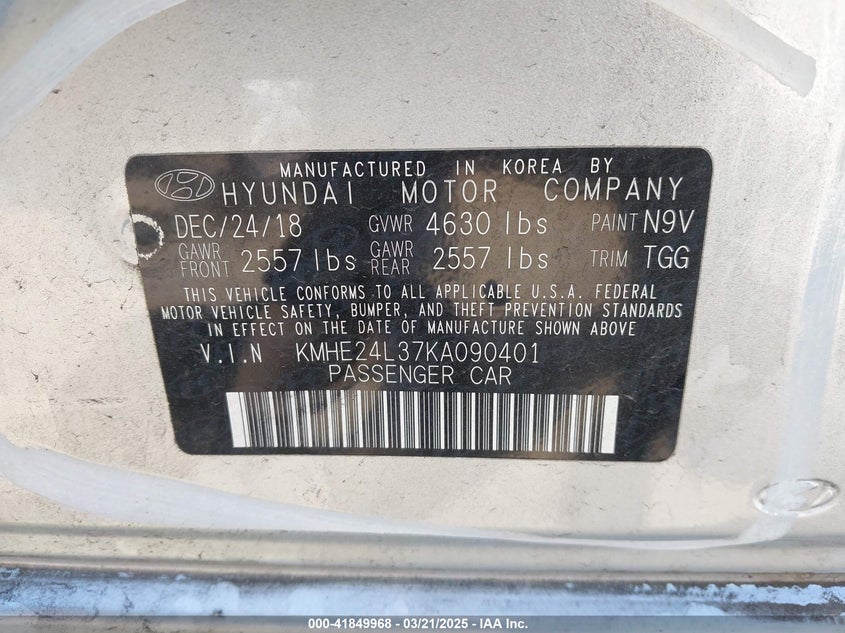 MANUFACTURED IN KOREA BY
HYUNDAI MOTOR COMPANY
DEC/24/18 GVWR 4630 lbs PAINT N9V
GAWR FRONT 2557 lbs GAWR REAR 2557 lbs TRIM TGG
THIS VEHICLE CONFORMS TO ALL APPLICABLE U.S.A. FEDERAL
MOTOR VEHICLE SAFETY, BUMPER, AND THEFT PREVENTION STANDARDS
IN EFFECT ON THE DATE OF MANUFACTURE SHOWN ABOVE
V.I.N KMHE24L37KA090401
PASSENGER CAR
000-41849968 - 03/21/2025 - IAA Inc.